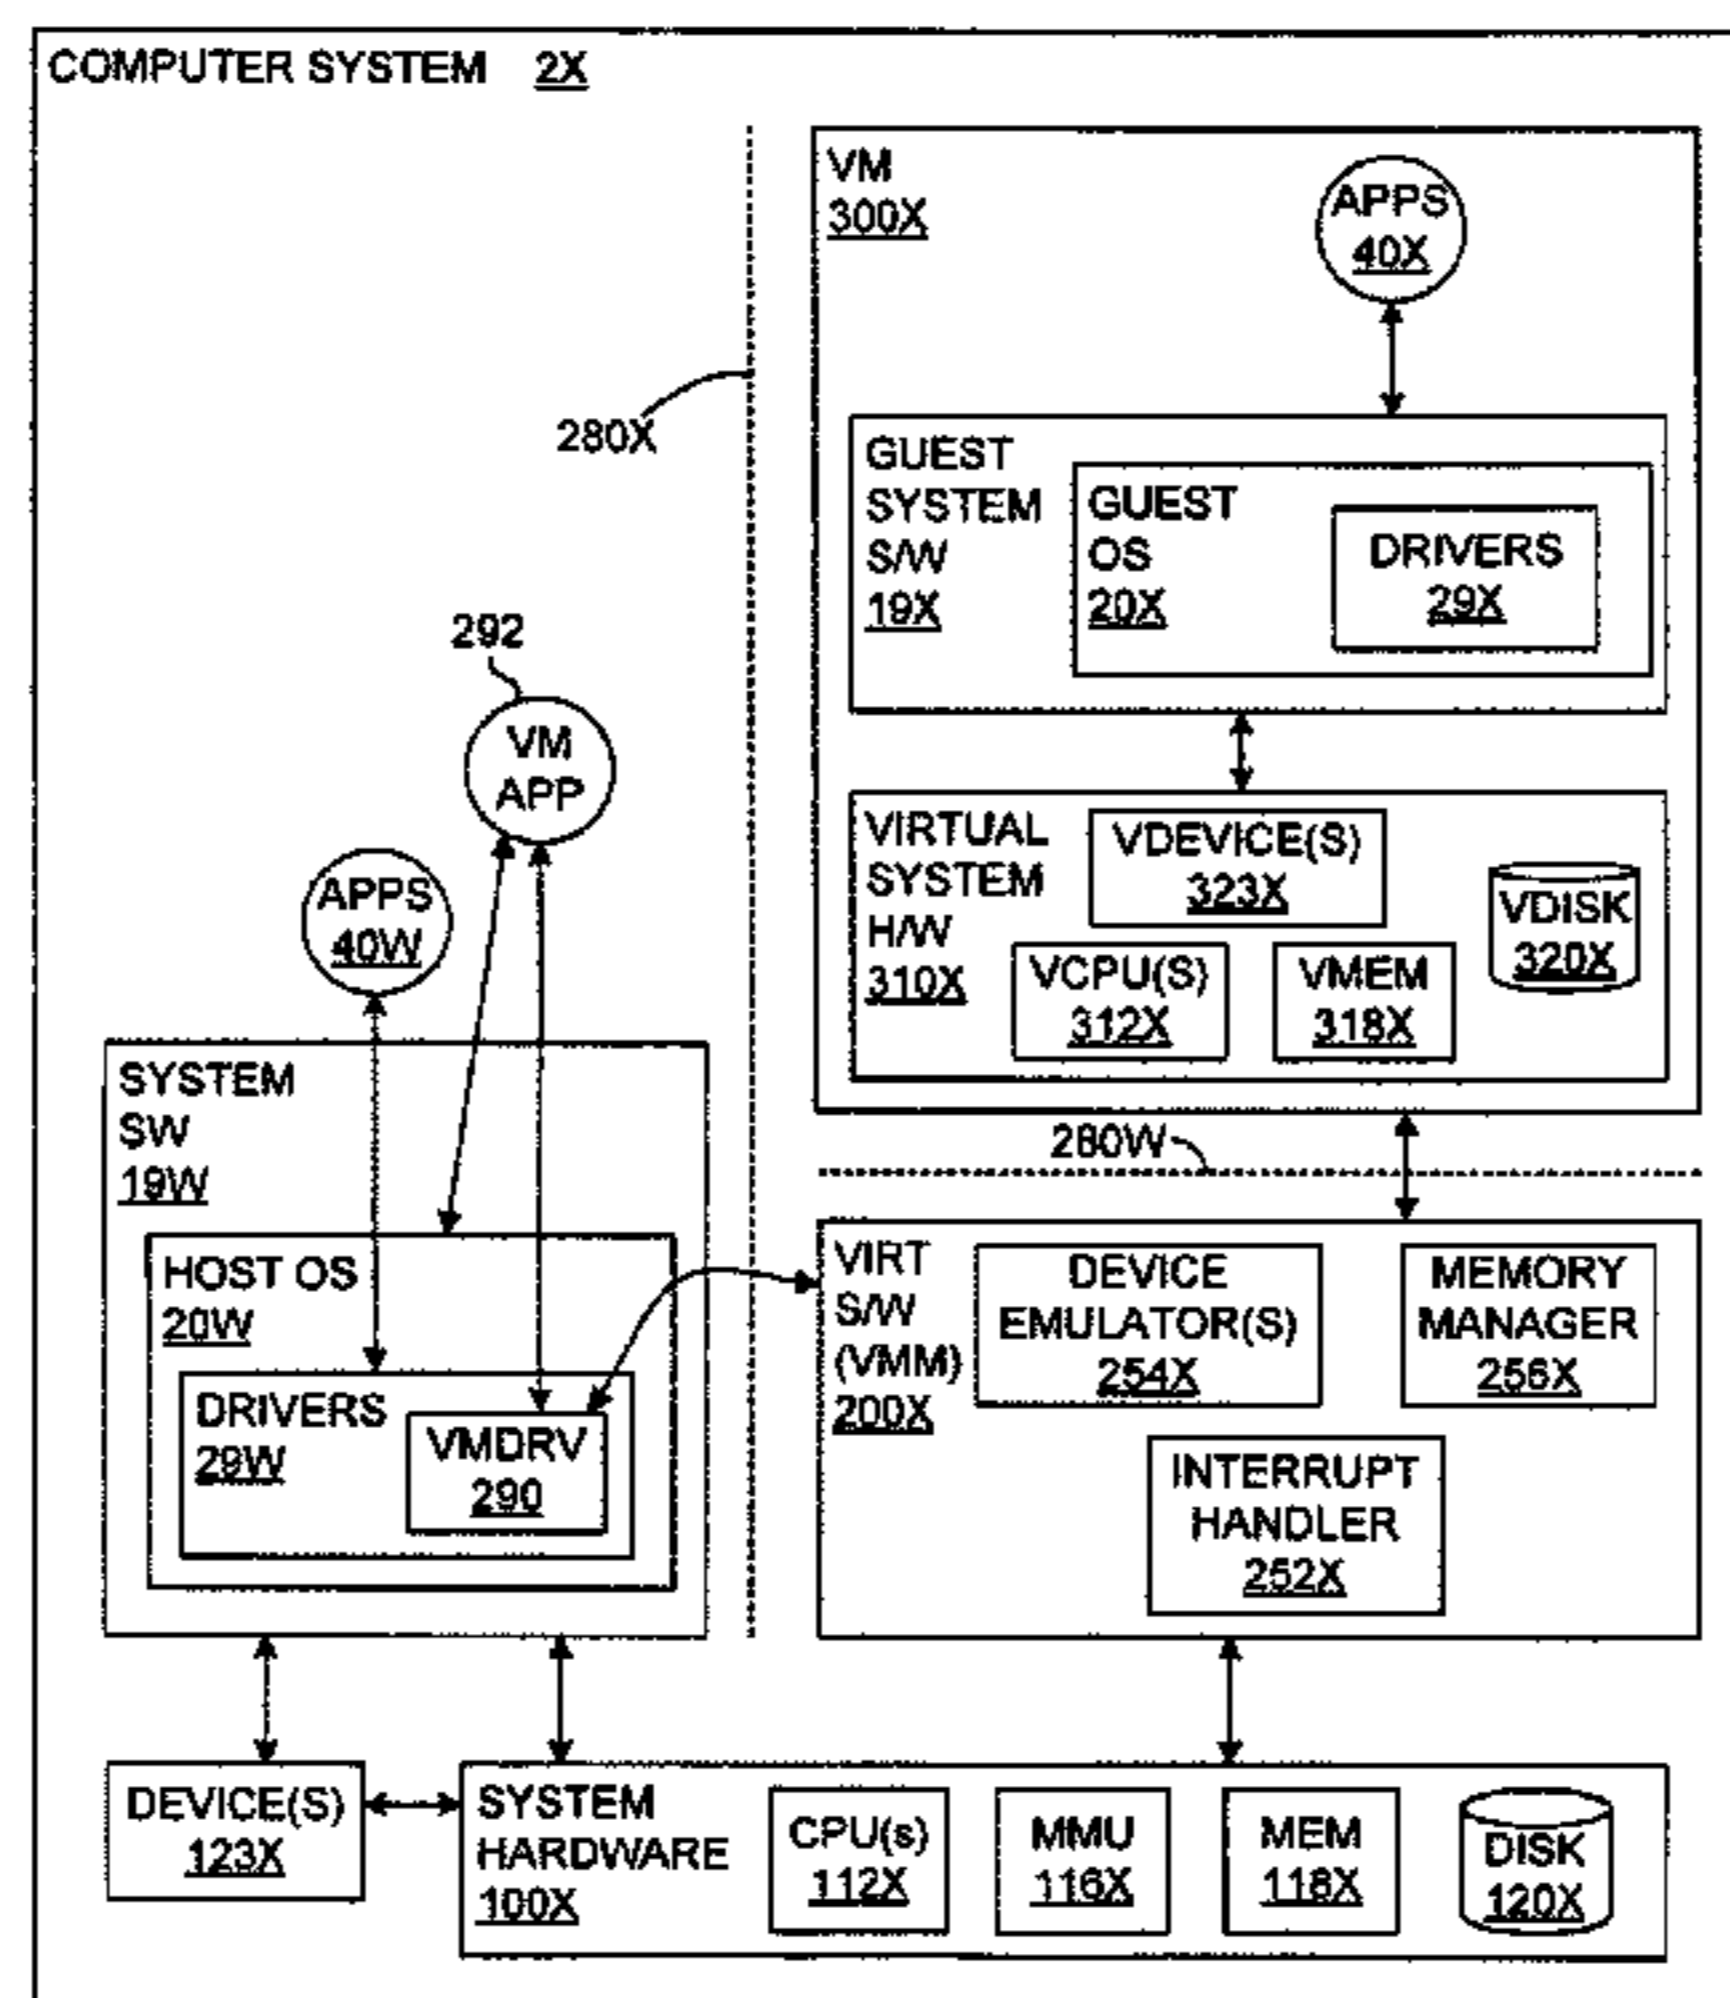 COMPUTER SYSTEM 2X
VM
300X
APPS
40X
280X
GUEST
SYSTEM
S/W
19X
GUEST
OS
20X
DRIVERS
29X
292
VM
APP
VIRTUAL
SYSTEM
H/W
310X
VDEVICE(S)
323X
VCPU(S)
312X
VMEM
318X
VDISK
320X
APPS
40W
SYSTEM
SW
19W
280W
HOST OS
20W
DRIVERS
29W
VMDRV
290
VIRT
S/W
(VMM)
200X
DEVICE
EMULATOR(S)
254X
MEMORY
MANAGER
256X
INTERRUPT
HANDLER
252X
DEVICE(S)
123X
SYSTEM
HARDWARE
100X
CPU(s)
112X
MMU
116X
MEM
118X
DISK
120X